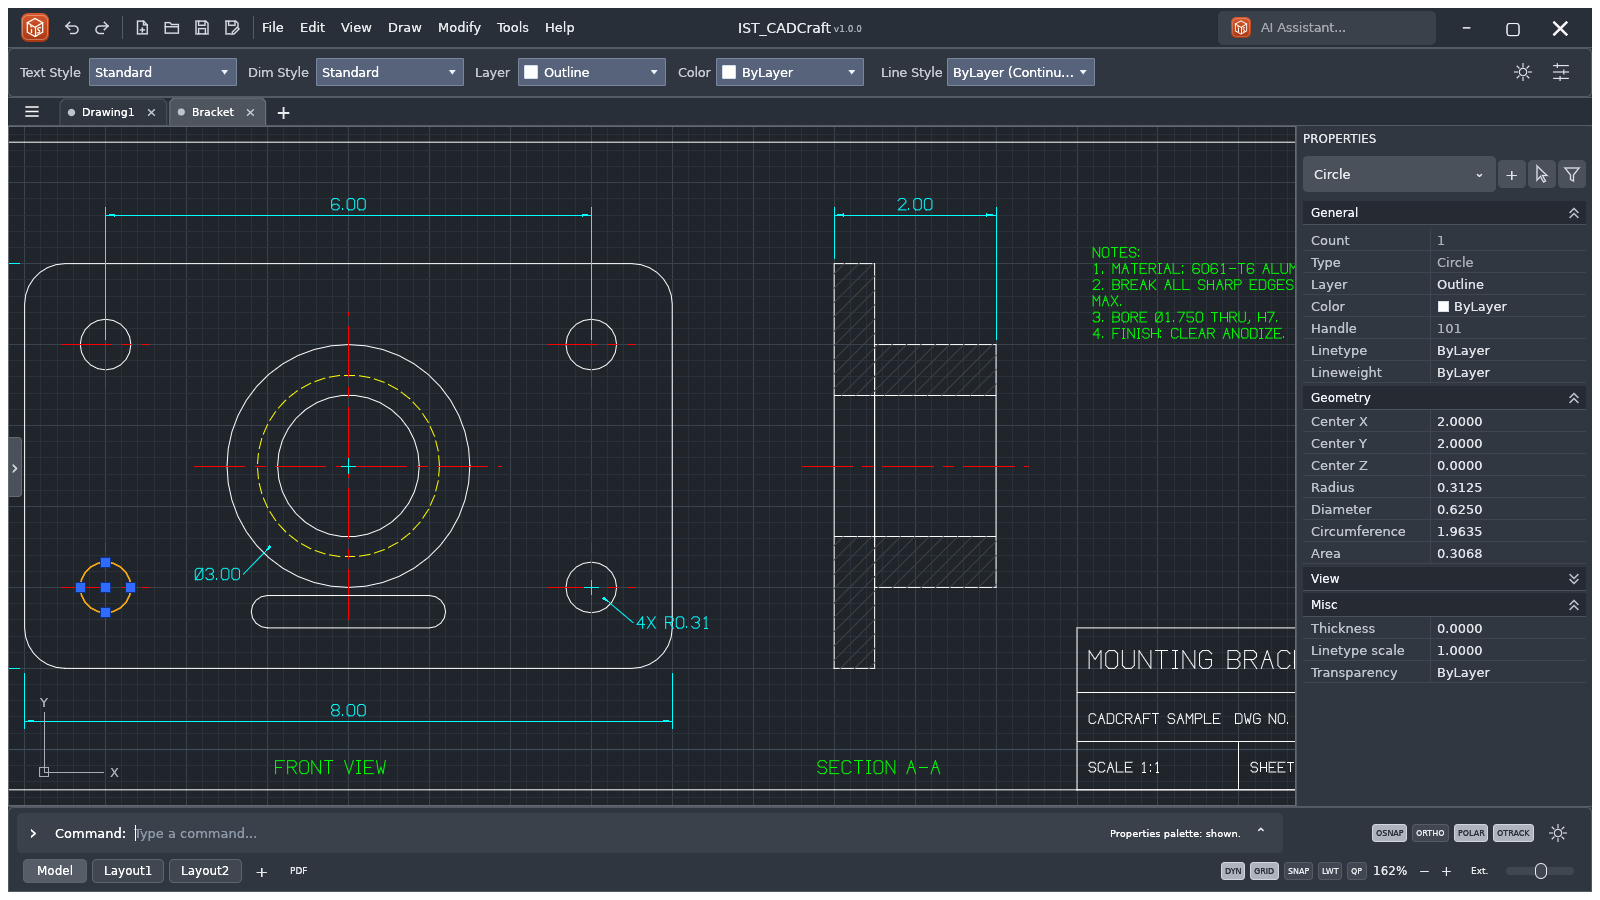 File Edit View Draw Modify Tools Help
IST_CADCraft v1.0.0
AI Assistant...
Text Style Standard Dim Style Standard Layer Outline Color ByLayer Line Style ByLayer (Continu...
Drawing1 Bracket
6.00
2.00
NOTES:
1. MATERIAL: 6061-T6 ALUM
2. BREAK ALL SHARP EDGES
MAX.
3. BORE Ø1.750 THRU, H7.
4. FINISH: CLEAR ANODIZE.
Ø3.00
4X R0.31
8.00
Y
X
FRONT VIEW
SECTION A-A
MOUNTING BRAC
CADCRAFT SAMPLE DWG NO.
SCALE 1:1 SHEET
PROPERTIES
Circle
General
Count 1
Type Circle
Layer Outline
Color ByLayer
Handle 101
Linetype ByLayer
Lineweight ByLayer
Geometry
Center X 2.0000
Center Y 2.0000
Center Z 0.0000
Radius 0.3125
Diameter 0.6250
Circumference 1.9635
Area 0.3068
View
Misc
Thickness 0.0000
Linetype scale 1.0000
Transparency ByLayer
Command: Type a command...
Properties palette: shown.
OSNAP ORTHO POLAR OTRACK
Model Layout1 Layout2 + PDF
DYN GRID SNAP LWT QP 162% − + Ext.